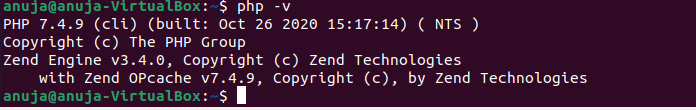 anuja@anuja-VirtualBox:~$ php -v
PHP 7.4.9 (cli) (built: Oct 26 2020 15:17:14) ( NTS )
Copyright (c) The PHP Group
Zend Engine v3.4.0, Copyright (c) Zend Technologies
    with Zend OPcache v7.4.9, Copyright (c), by Zend Technologies
anuja@anuja-VirtualBox:~$